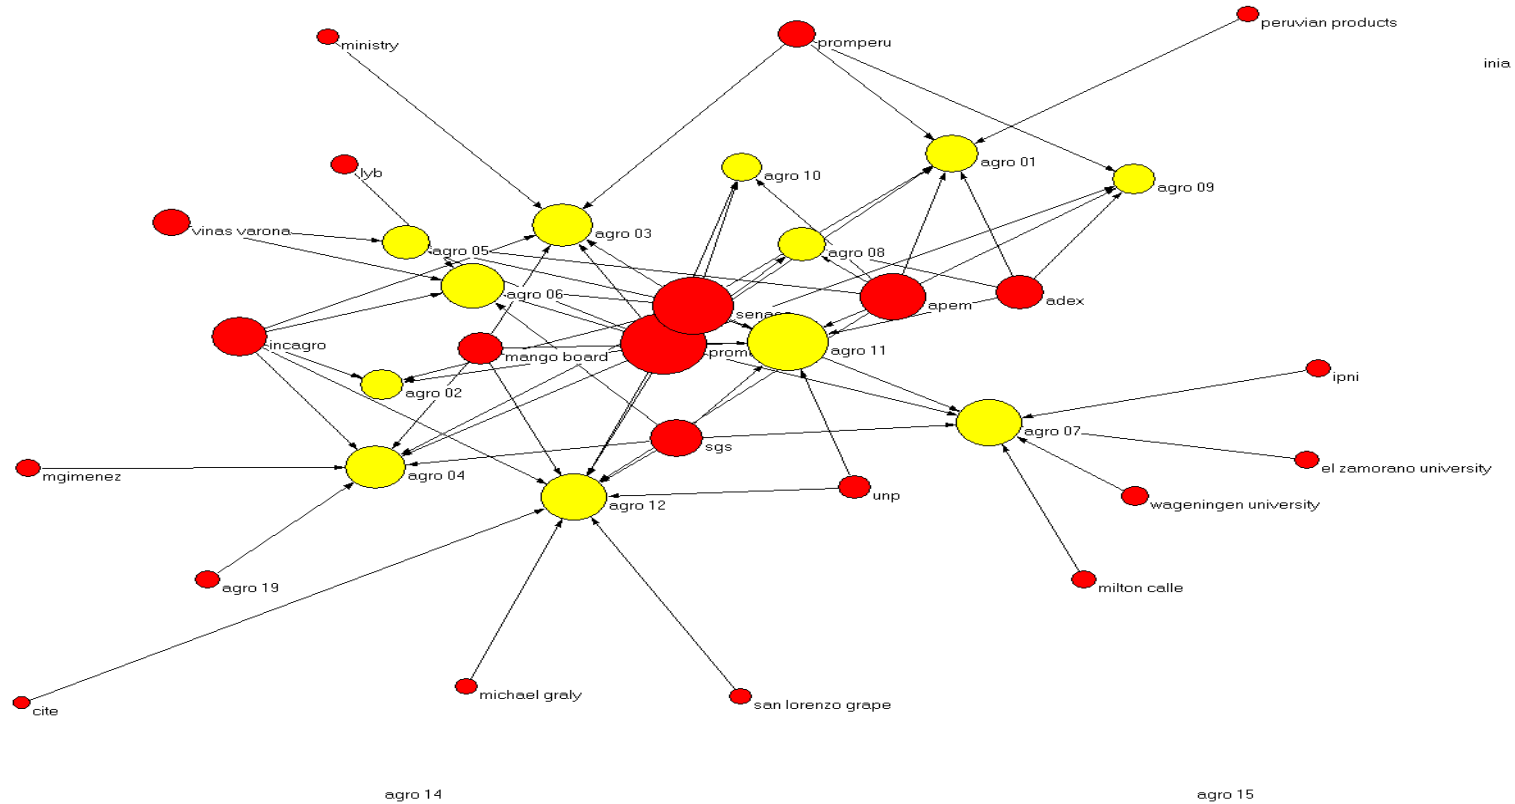 peruvian products
ministry
promperu
inia
agro 01
lyb
agro 10
agro 09
vinas varona
agro 03
agro 05
agro 08
agro 06
adex
apem
incagro
agro 11
mango board
ipni
agro 02
agro 07
sgs
el zamorano university
agro 04
mgimenez
unp
wageningen university
agro 12
agro 19
milton calle
michael graly
san lorenzo grape
cite
agro 14
agro 15